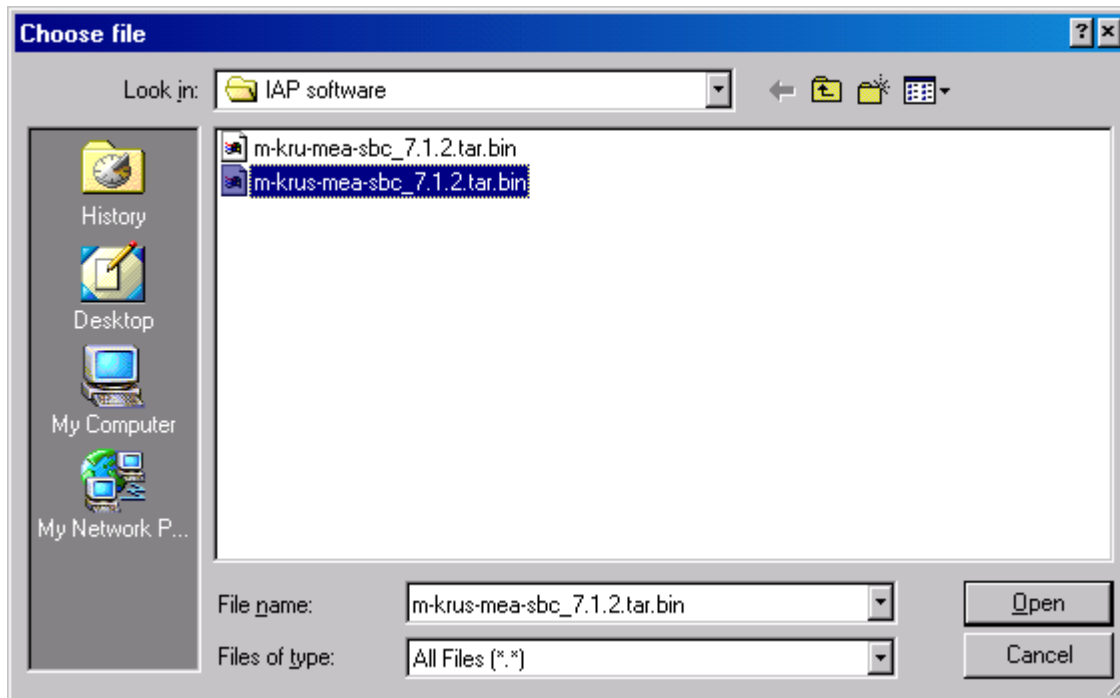 Choose file
Look in: IAP software
m-kru-mea-sbc_7.1.2.tar.bin
m-krus-mea-sbc_7.1.2.tar.bin
History
Desktop
My Computer
My Network P...
File name: m-krus-mea-sbc_7.1.2.tar.bin Open
Files of type: All Files (*.*) Cancel